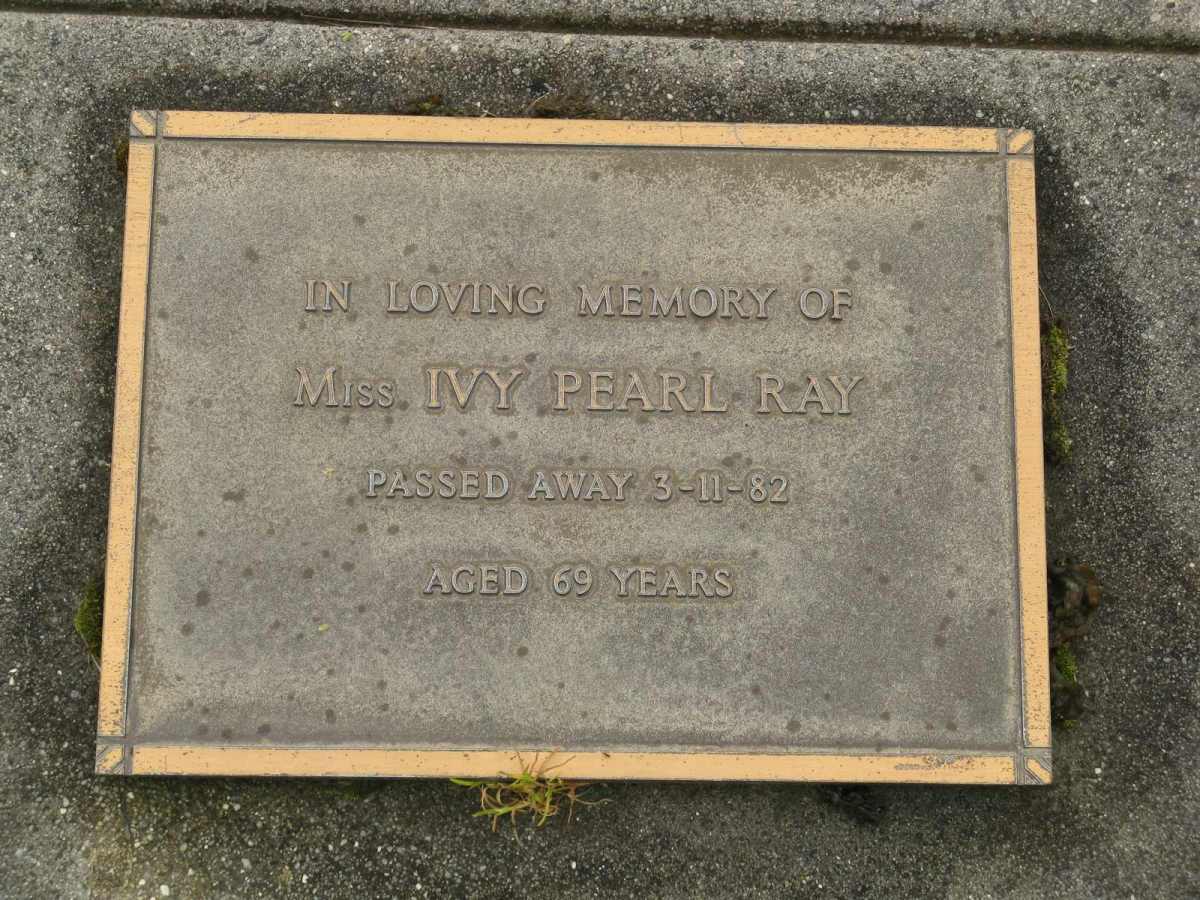 IN LOVING MEMORY OF
Miss IVY PEARL RAY
PASSED AWAY 3-11-82
AGED 69 YEARS